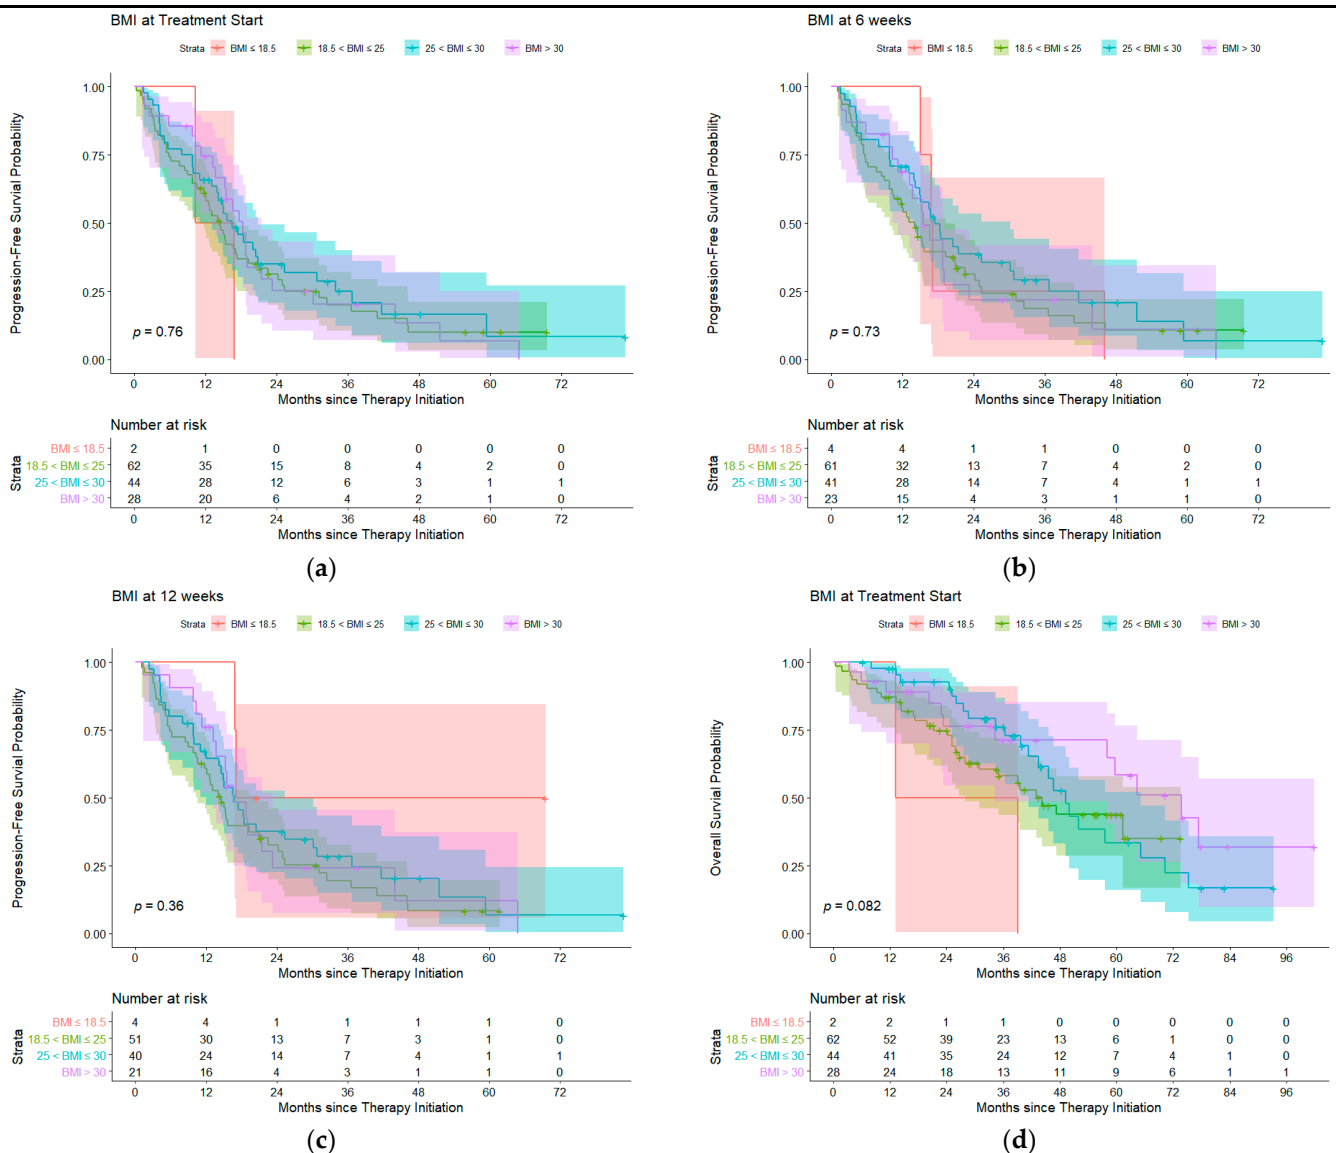 BMI at Treatment Start
Strata BMI ≤ 18.5 18.5 < BMI ≤ 25 25 < BMI ≤ 30 BMI > 30
Progression-Free Survial Probability
1.00
0.75
0.50
0.25
0.00
p = 0.76
0 12 24 36 48 60 72
Months since Therapy Initiation
Number at risk
Strata
BMI ≤ 18.5 2 1 0 0 0 0 0
18.5 < BMI ≤ 25 62 35 15 8 4 2 0
25 < BMI ≤ 30 44 28 12 6 3 1 1
BMI > 30 28 20 6 4 2 1 0
0 12 24 36 48 60 72
Months since Therapy Initiation
(a)
BMI at 6 weeks
Strata BMI ≤ 18.5 18.5 < BMI ≤ 25 25 < BMI ≤ 30 BMI > 30
Progression-Free Survial Probability
1.00
0.75
0.50
0.25
0.00
p = 0.73
0 12 24 36 48 60 72
Months since Therapy Initiation
Number at risk
Strata
BMI ≤ 18.5 4 4 1 1 0 0 0
18.5 < BMI ≤ 25 61 32 13 7 4 2 0
25 < BMI ≤ 30 41 28 14 7 4 1 1
BMI > 30 23 15 4 3 1 1 0
0 12 24 36 48 60 72
Months since Therapy Initiation
(b)
BMI at 12 weeks
Strata BMI ≤ 18.5 18.5 < BMI ≤ 25 25 < BMI ≤ 30 BMI > 30
Progression-Free Survial Probability
1.00
0.75
0.50
0.25
0.00
p = 0.36
0 12 24 36 48 60 72
Months since Therapy Initiation
Number at risk
Strata
BMI ≤ 18.5 4 4 1 1 1 1 0
18.5 < BMI ≤ 25 51 30 13 7 3 1 0
25 < BMI ≤ 30 40 24 14 7 4 1 1
BMI > 30 21 16 4 3 1 1 0
0 12 24 36 48 60 72
Months since Therapy Initiation
(c)
BMI at Treatment Start
Strata BMI ≤ 18.5 18.5 < BMI ≤ 25 25 < BMI ≤ 30 BMI > 30
Overall Survial Probability
1.00
0.75
0.50
0.25
0.00
p = 0.082
0 12 24 36 48 60 72 84 96
Months since Therapy Initiation
Number at risk
Strata
BMI ≤ 18.5 2 2 1 1 0 0 0 0 0
18.5 < BMI ≤ 25 62 52 39 23 13 6 1 0 0
25 < BMI ≤ 30 44 41 35 24 12 7 4 1 0
BMI > 30 28 24 18 13 11 9 6 1 1
0 12 24 36 48 60 72 84 96
Months since Therapy Initiation
(d)